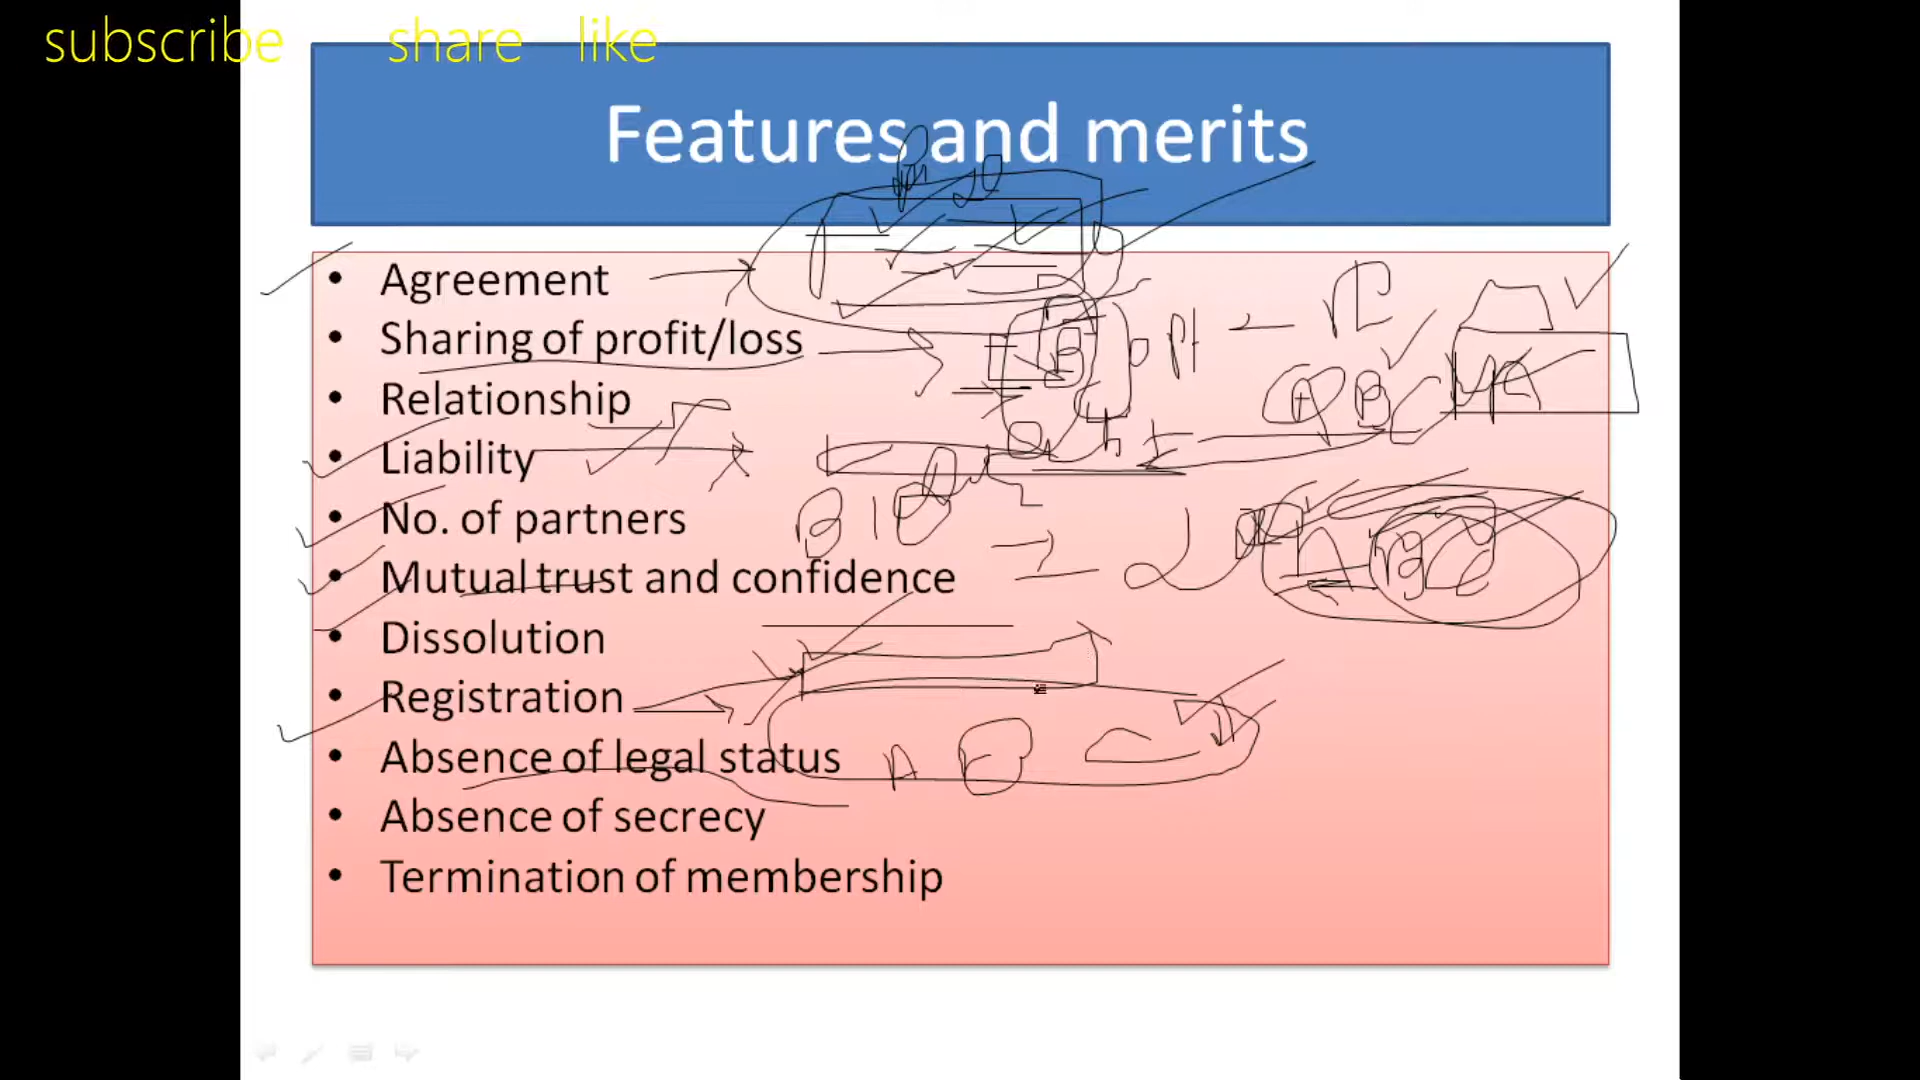 subscribe share like
Features and merits
• Agreement
• Sharing of profit/loss
• Relationship
• Liability
• No. of partners
• Mutual trust and confidence
• Dissolution
• Registration
• Absence of legal status
• Absence of secrecy
• Termination of membership